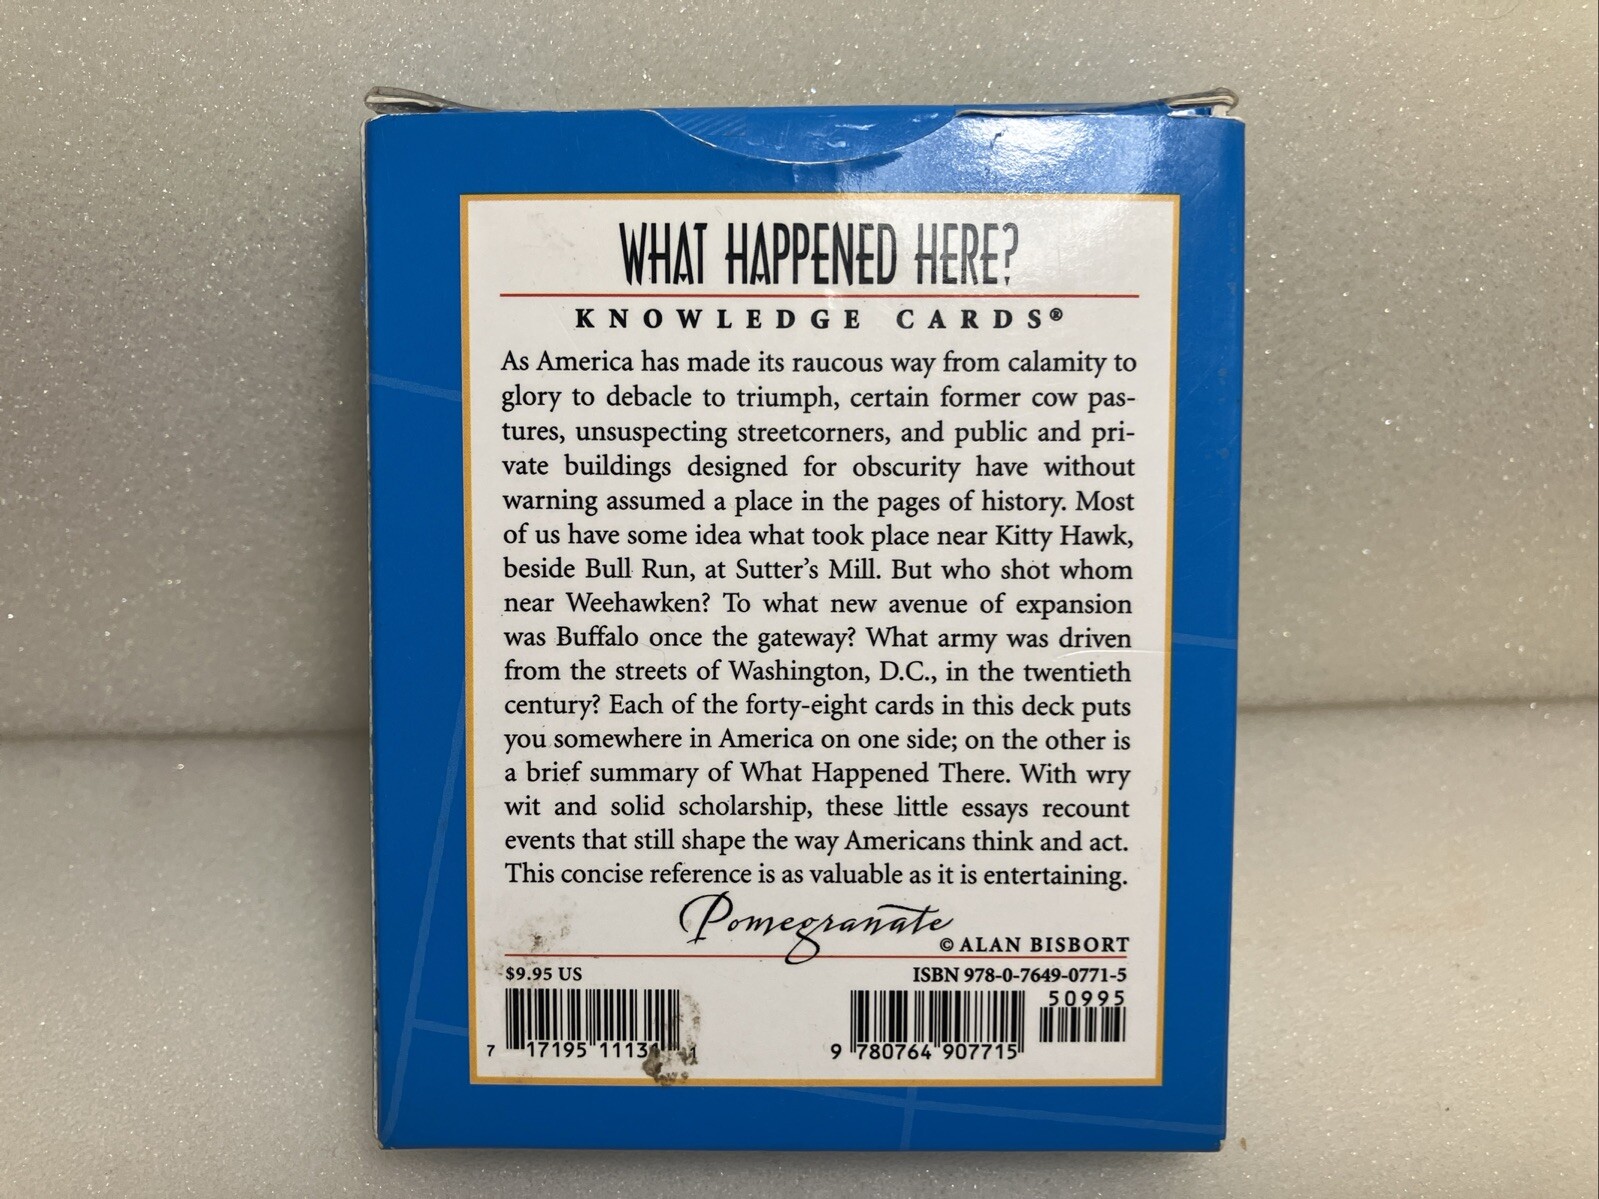 WHAT HAPPENED HERE?
KNOWLEDGE CARDS®
As America has made its raucous way from calamity to
glory to debacle to triumph, certain former cow pas-
tures, unsuspecting streetcorners, and public and pri-
vate buildings designed for obscurity have without
warning assumed a place in the pages of history. Most
of us have some idea what took place near Kitty Hawk,
beside Bull Run, at Sutter's Mill. But who shot whom
near Weehawken? To what new avenue of expansion
was Buffalo once the gateway? What army was driven
from the streets of Washington, D.C., in the twentieth
century? Each of the forty-eight cards in this deck puts
you somewhere in America on one side; on the other is
a brief summary of What Happened There. With wry
wit and solid scholarship, these little essays recount
events that still shape the way Americans think and act.
This concise reference is as valuable as it is entertaining.
Pomegranate
© ALAN BISBORT
$9.95 US
ISBN 978-0-7649-0771-5
50995
7 17195
9 780764 907715